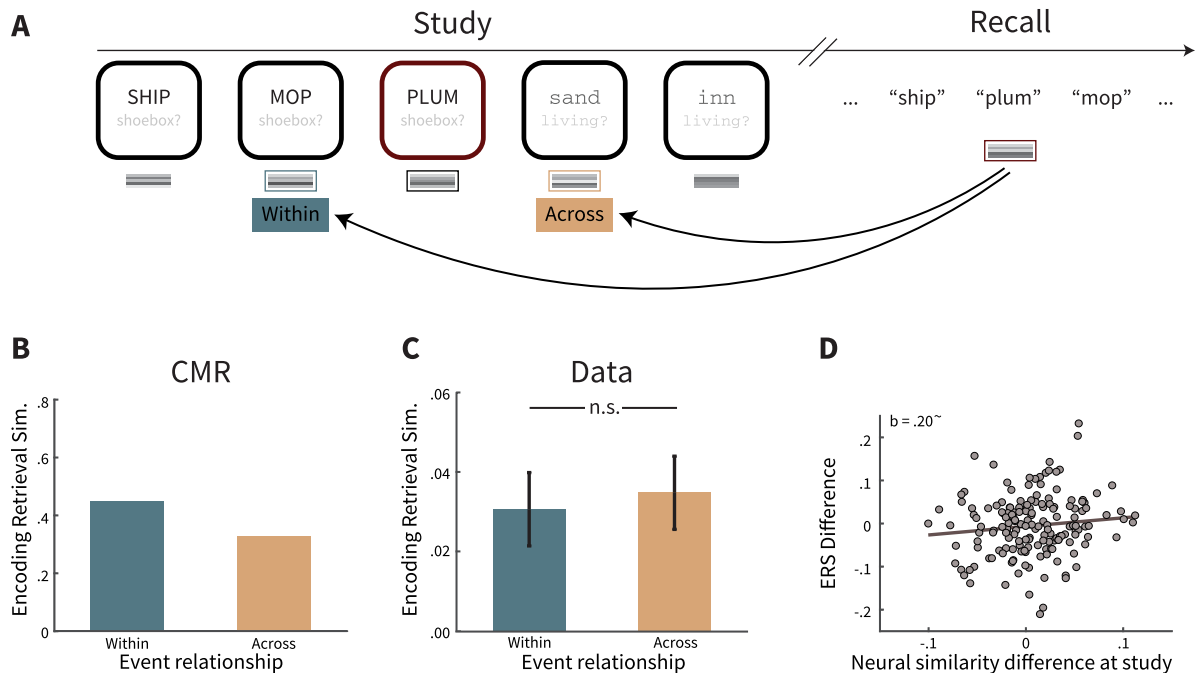 A
Study
Recall
SHIP
MOP
PLUM
sand
inn
shoebox?
shoebox?
shoebox?
living?
living?
... “ship” “plum” “mop” ...
Within
Across
B
CMR
Encoding Retrieval Sim.
.8
.6
.4
.2
0
Within
Across
Event relationship
C
Data
Encoding Retrieval Sim.
.06
.04
.02
.00
n.s.
Within
Across
Event relationship
D
b = .20~
ERS Difference
.2
.1
0
-.1
-.2
-.1
0
.1
Neural similarity difference at study